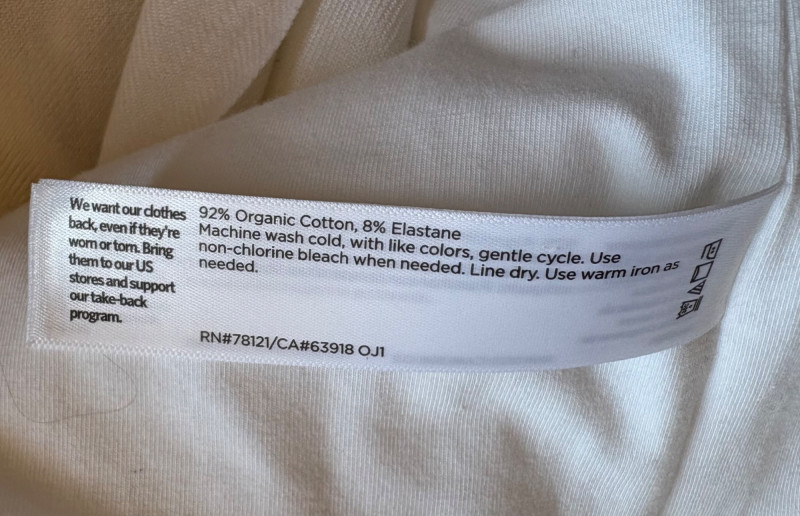 We want our clothes
back, even if they're
worn or torn. Bring
them to our US
stores and support
our take-back
program.
92% Organic Cotton, 8% Elastane
Machine wash cold, with like colors, gentle cycle. Use
non-chlorine bleach when needed. Line dry. Use warm iron as
needed.
RN#78121/CA#63918 OJ1